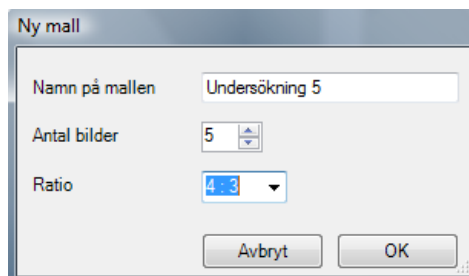 Ny mall
Namn på mallen Undersökning 5
Antal bilder 5
Ratio 4 : 3
Avbryt OK